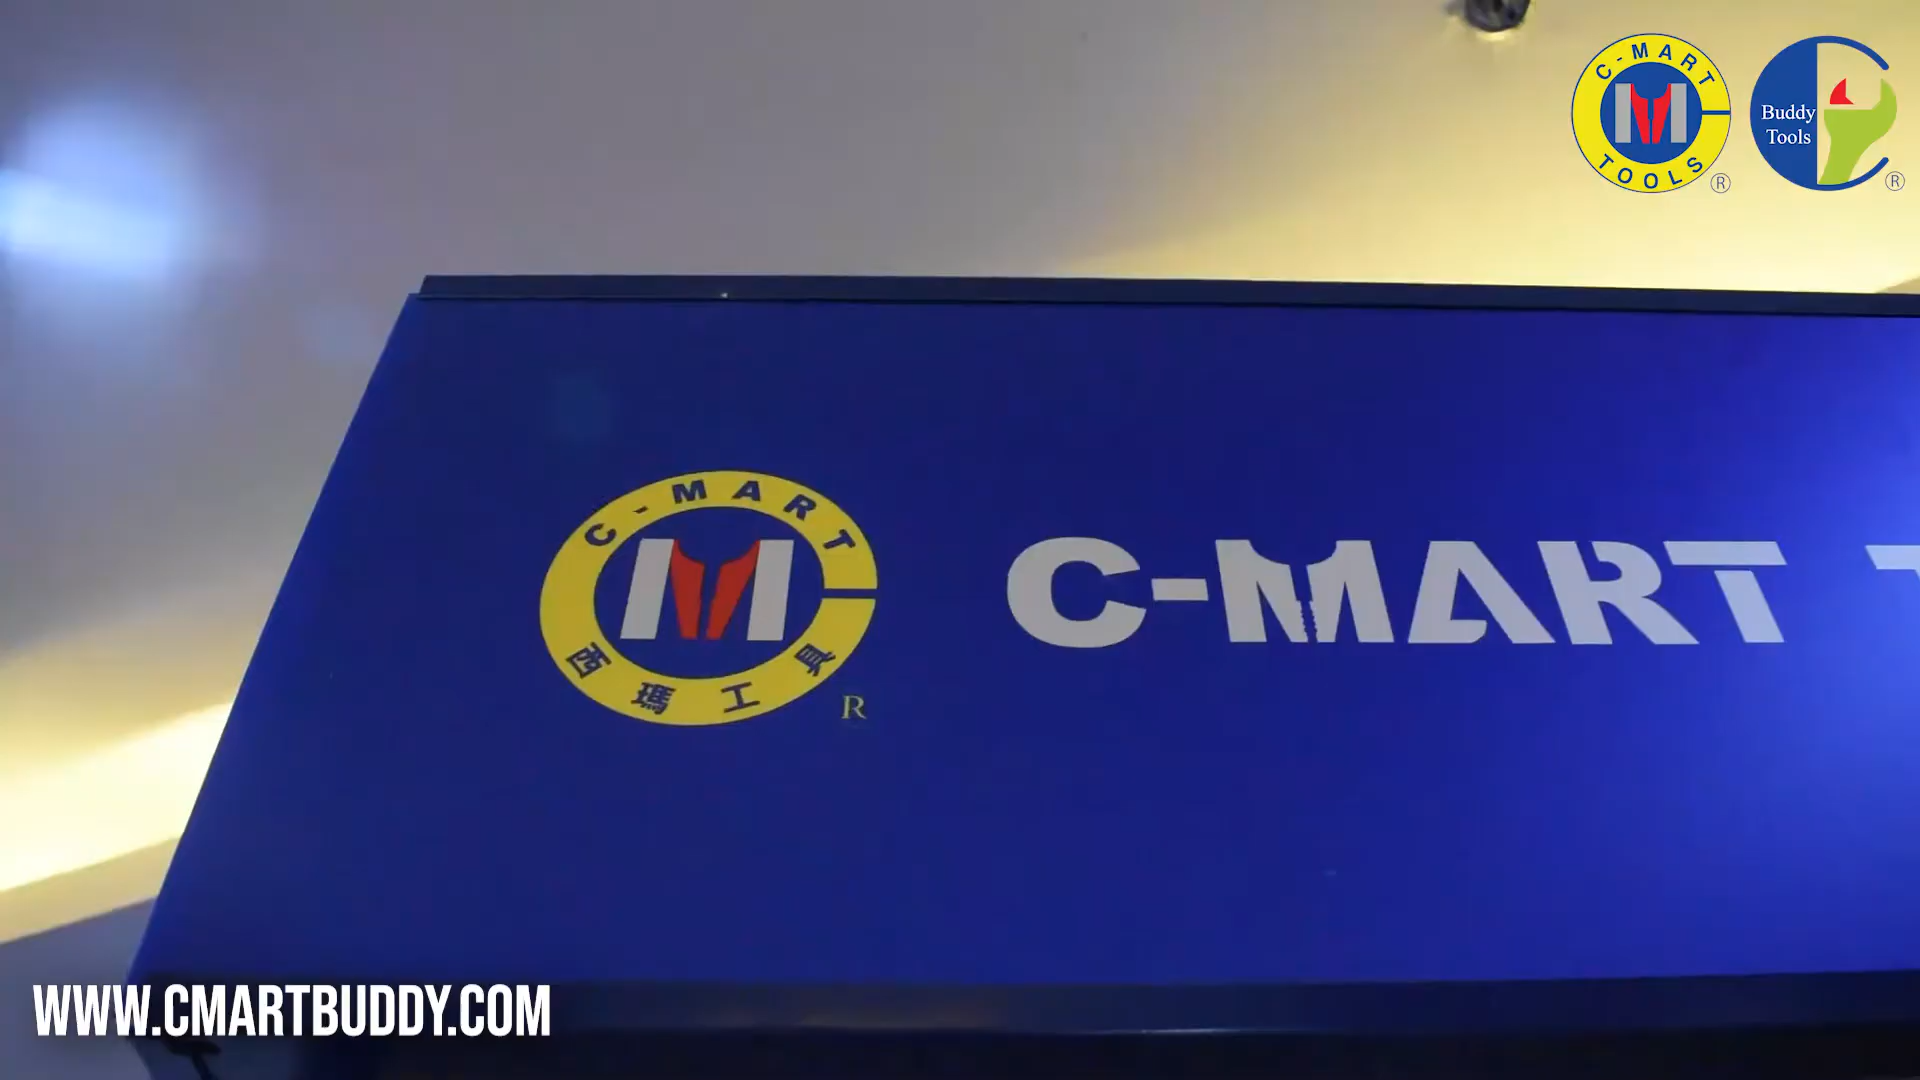 C-MART
TOOLS
®
Buddy
Tools
®
C-MART
西瑪工具
R
C-MART T
WWW.CMARTBUDDY.COM